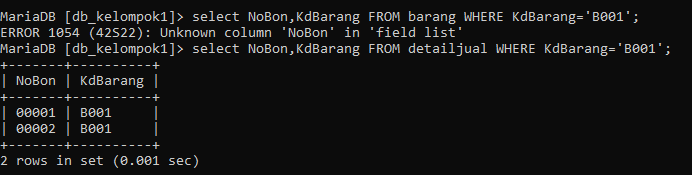 MariaDB [db_kelompok1]> select NoBon,KdBarang FROM barang WHERE KdBarang='B001';
ERROR 1054 (42S22): Unknown column 'NoBon' in 'field list'
MariaDB [db_kelompok1]> select NoBon,KdBarang FROM detailjual WHERE KdBarang='B001';
+-------+----------+
| NoBon | KdBarang |
+-------+----------+
| 00001 | B001     |
| 00002 | B001     |
+-------+----------+
2 rows in set (0.001 sec)